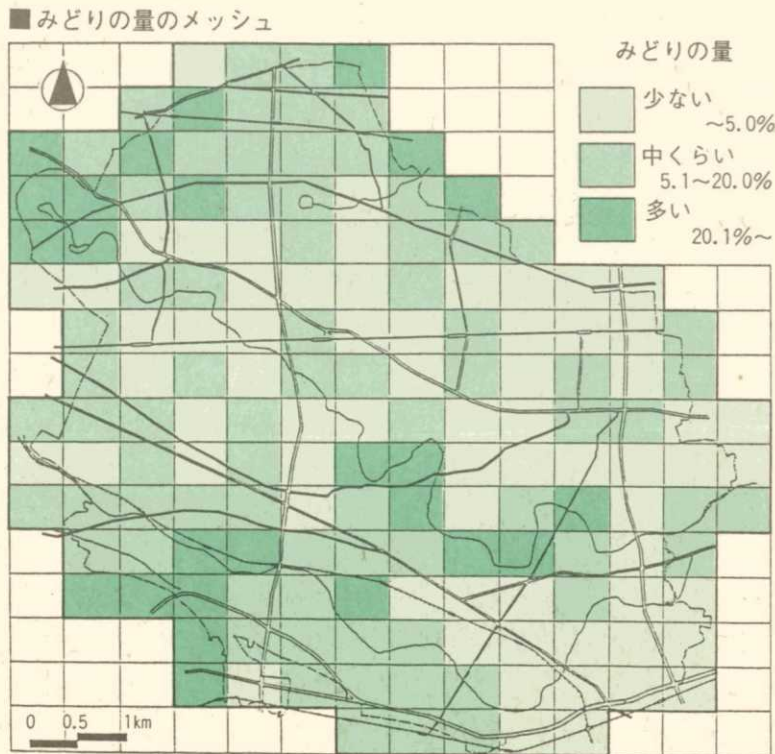 ■みどりの量のメッシュ
みどりの量
少ない
～5.0%
中くらい
5.1～20.0%
多い
20.1%～
0 0.5 1km